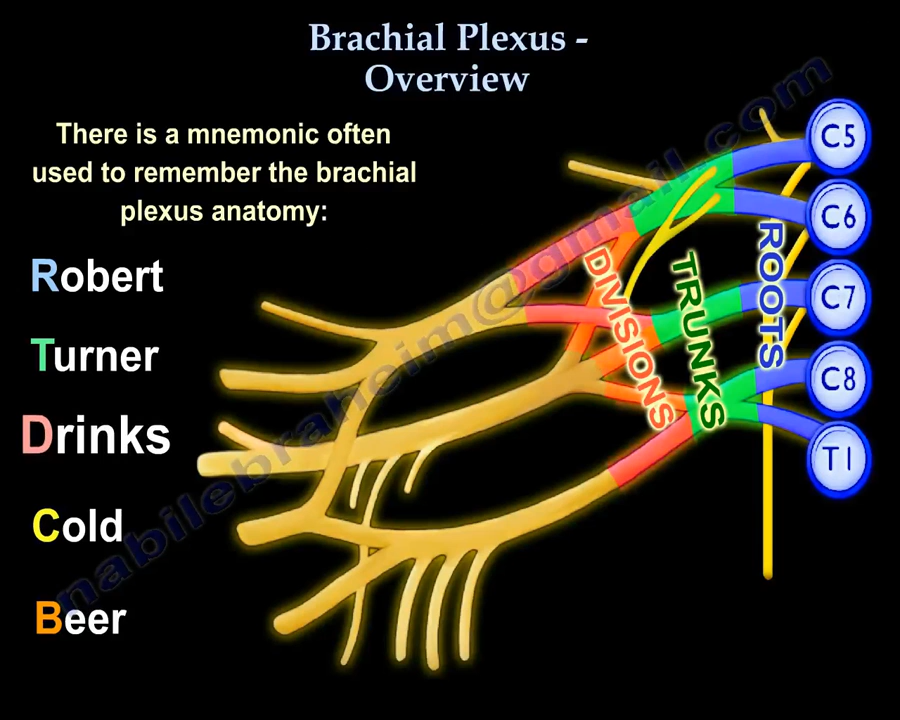 Brachial Plexus -
Overview
There is a mnemonic often
used to remember the brachial
plexus anatomy:
Robert
Turner
Drinks
Cold
Beer
C5
C6
C7
C8
T1
ROOTS
TRUNKS
DIVISIONS
nabilebraheim@gmail.com